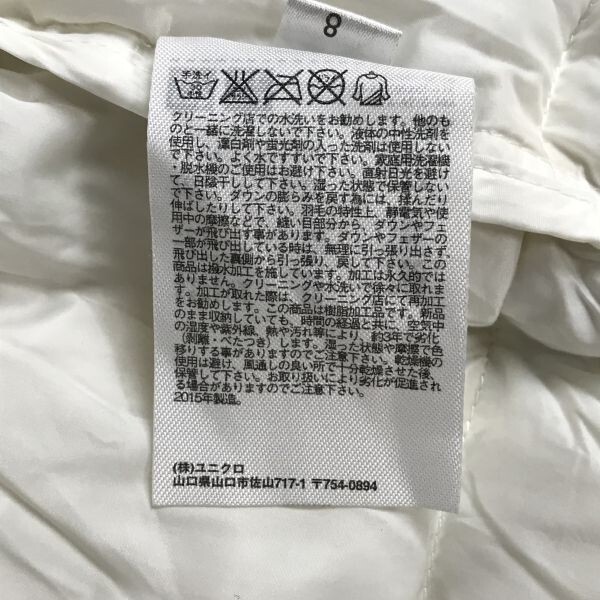 8
手洗イ
クリーニング店での水洗いをお勧めします。他のも
のと一緒に洗濯しないで下さい。液体の中性洗剤を
使用し、漂白剤や蛍光剤の入った洗剤は使用しない
で下さい。よく水ですすいで下さい。家庭用洗濯機
・脱水機のご使用はお避け下さい。直射日光を避け
て、日陰干しして下さい。湿った状態で保管しない
で下さい。ダウンの膨らみを戻す為には、揉んだり
伸ばしたりして下さい。羽毛の特性上、静電気や使
用中の摩擦などで、縫い目部分から、ダウンやフェ
ザーが飛び出す事があります。ダウンやフェザーの
一部が飛び出している時は、無理に引っ張り出さず、
飛び出した裏側から引っ張り、戻して下さい。この
商品は撥水加工を施しています。加工は永久的では
ありません。クリーニングや水洗いで徐々に取れま
す。加工が取れた際は、クリーニング店にて再加工
をお勧めします。この商品は樹脂加工品です。新品
のまま収納していても、時間の経過と共に、空気中
の湿度や紫外線、熱や汚れ等により、約3年で劣化
(剥離・べたつき)します。湿った状態や摩擦で色
移りする事がありますのでご注意下さい。乾燥機の
使用は避け、風通しの良い所で十分乾燥させた後、
保管して下さい。お取り扱いにより劣化が促進され
る場合がありますのでご注意下さい。
2015年製造。
(株)ユニクロ
山口県山口市佐山717-1 〒754-0894